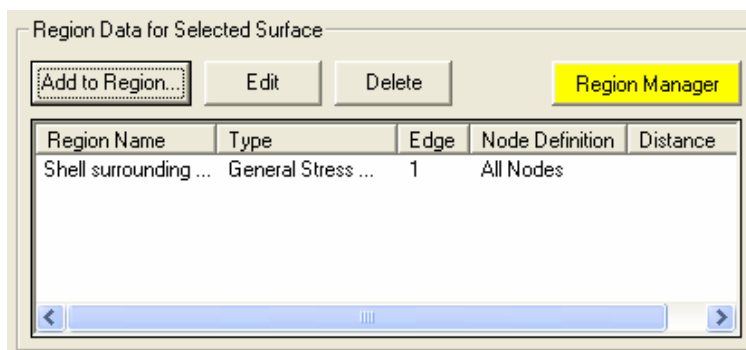 Region Data for Selected Surface
Add to Region... Edit Delete Region Manager
Region Name Type Edge Node Definition Distance
Shell surrounding ... General Stress ... 1 All Nodes